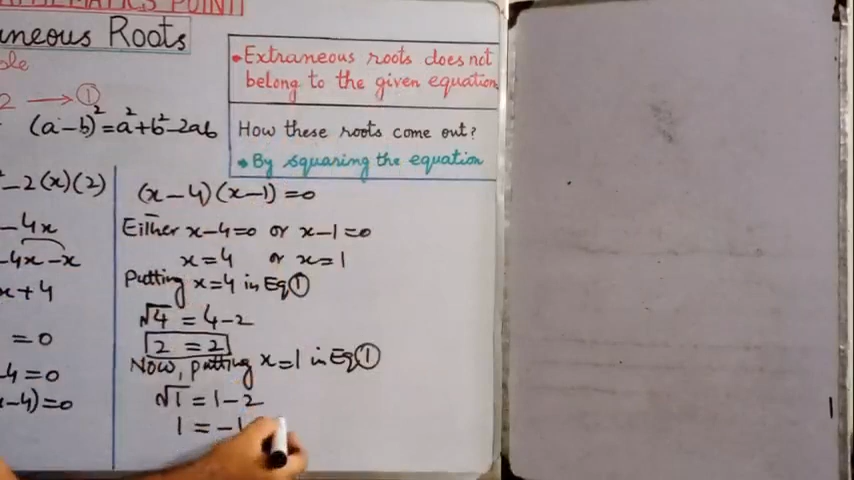 MATHEMATICS POINT
aneous Roots
ple
2 → ①
(a-b)²=a²+b²-2ab
• Extraneous roots does not
belong to the given equation
How these roots come out?
• By squaring the equation
-2(x)(2)
-4x
-4x-x
x+4
=0
-4=0
x-4)=0
(x-4)(x-1)=0
Either x-4=0 or x-1=0
x=4 or x=1
Putting x=4 in Eq①
√4 = 4-2
2 = 2
Now, putting x=1 in Eq①
√1 = 1-2
1 = -1